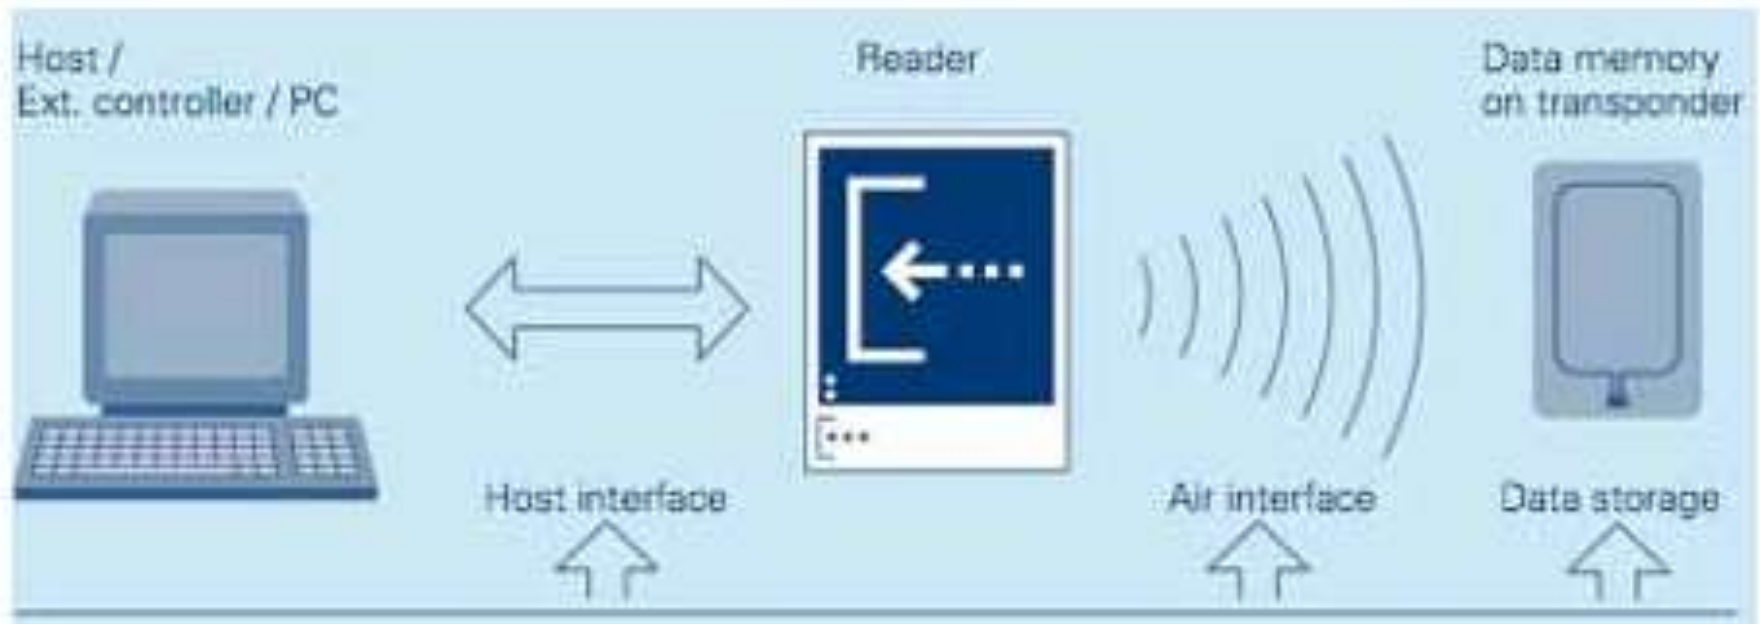 Host /
Ext. controller / PC
Reader
Data memory
on transponder
Host interface
Air interface
Data storage